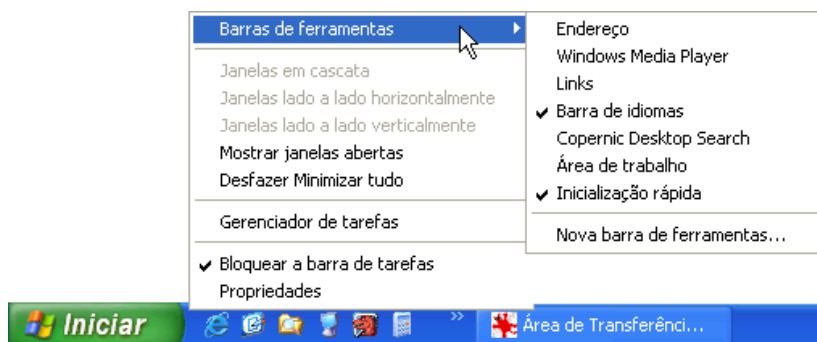 Barras de ferramentas
Janelas em cascata
Janelas lado a lado horizontalmente
Janelas lado a lado verticalmente
Mostrar janelas abertas
Desfazer Minimizar tudo
Gerenciador de tarefas
Bloquear a barra de tarefas
Propriedades
Endereço
Windows Media Player
Links
Barra de idiomas
Copernic Desktop Search
Área de trabalho
Inicialização rápida
Nova barra de ferramentas...
Iniciar
Área de Transferênci...